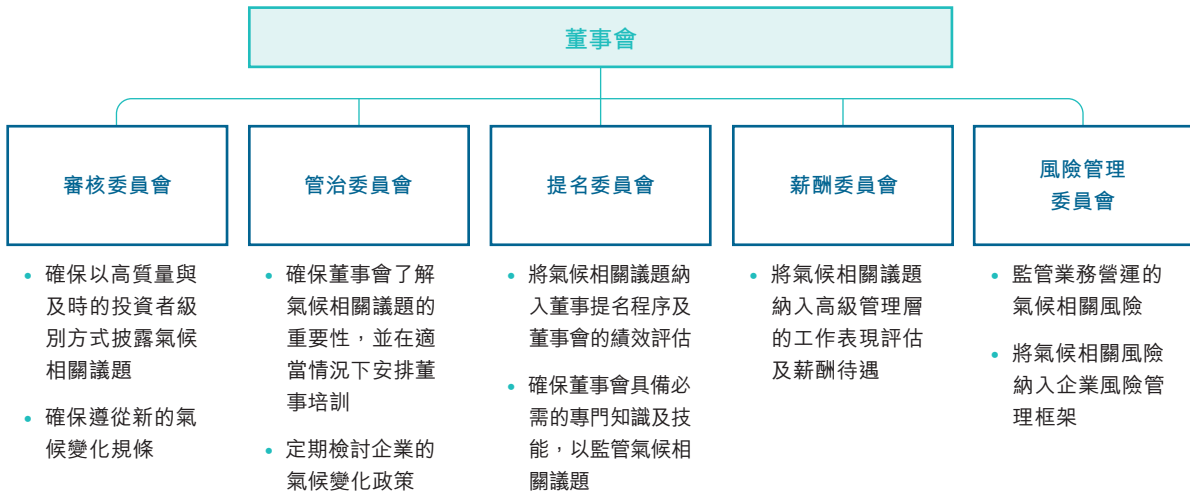 董事會
審核委員會
管治委員會
提名委員會
薪酬委員會
風險管理
委員會
• 確保以高質量與
及時的投資者級
別方式披露氣候
相關議題
• 確保遵從新的氣
候變化規條
• 確保董事會了解
氣候相關議題的
重要性，並在適
當情況下安排董
事培訓
• 定期檢討企業的
氣候變化政策
• 將氣候相關議題納
入董事提名程序及
董事會的績效評估
• 確保董事會具備必
需的專門知識及技
能，以監管氣候相
關議題
• 將氣候相關議題
納入高級管理層
的工作表現評估
及薪酬待遇
• 監管業務營運的
氣候相關風險
• 將氣候相關風險
納入企業風險管
理框架